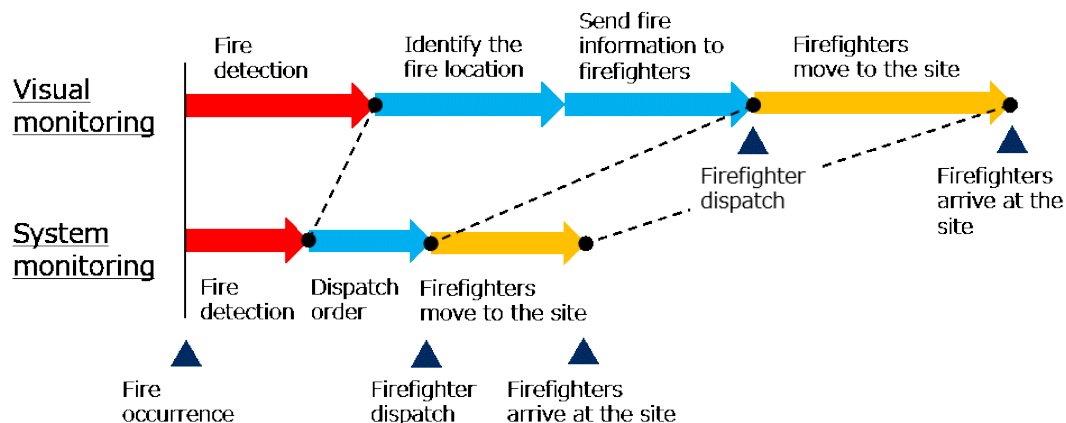 Fire
detection
Identify the
fire location
Send fire
information to
firefighters
Firefighters
move to the site
Visual
monitoring
Firefighter
dispatch
Firefighters
arrive at the
site
System
monitoring
Fire
detection
Dispatch
order
Firefighters
move to the site
Fire
occurrence
Firefighter
dispatch
Firefighters
arrive at the site